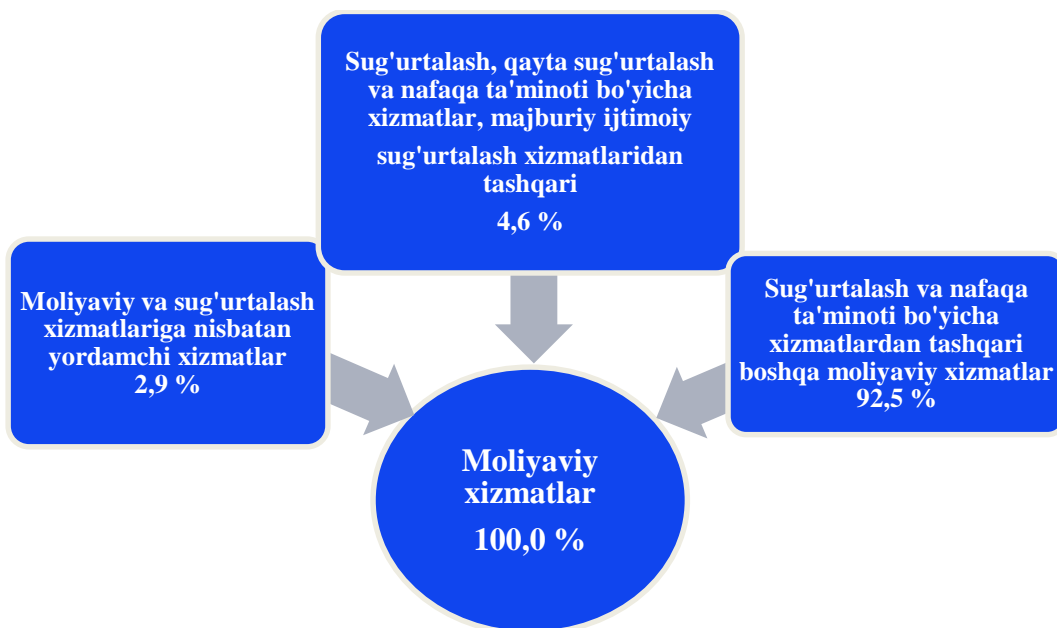 Sug'urtalash, qayta sug'urtalash
va nafaqa ta'minoti bo'yicha
xizmatlar, majburiy ijtimoiy
sug'urtalash xizmatlaridan
tashqari
4,6 %
Moliyaviy va sug'urtalash
xizmatlariga nisbatan
yordamchi xizmatlar
2,9 %
Sug'urtalash va nafaqa
ta'minoti bo'yicha
xizmatlardan tashqari
boshqa moliyaviy xizmatlar
92,5 %
Moliyaviy
xizmatlar
100,0 %